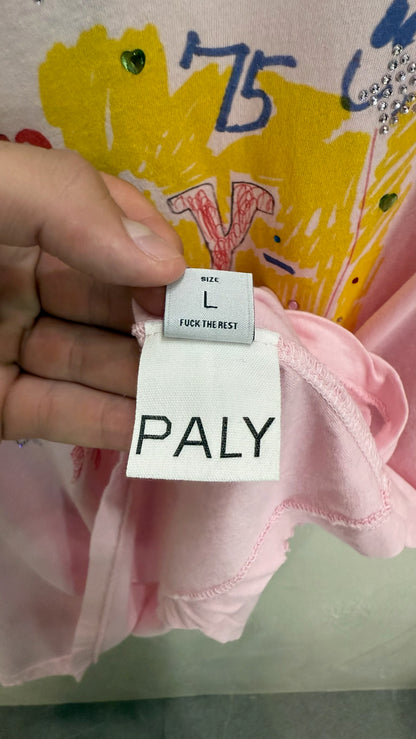 '75
Y
SIZE
L
FUCK THE REST
PALY